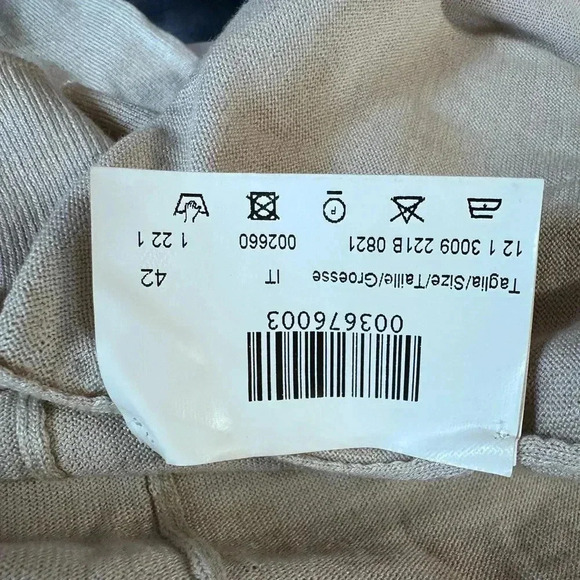 P
12 1 3009 221B 0821 002660 1 22 1
Taglia/Size/Taille/Groesse IT 42
003676003